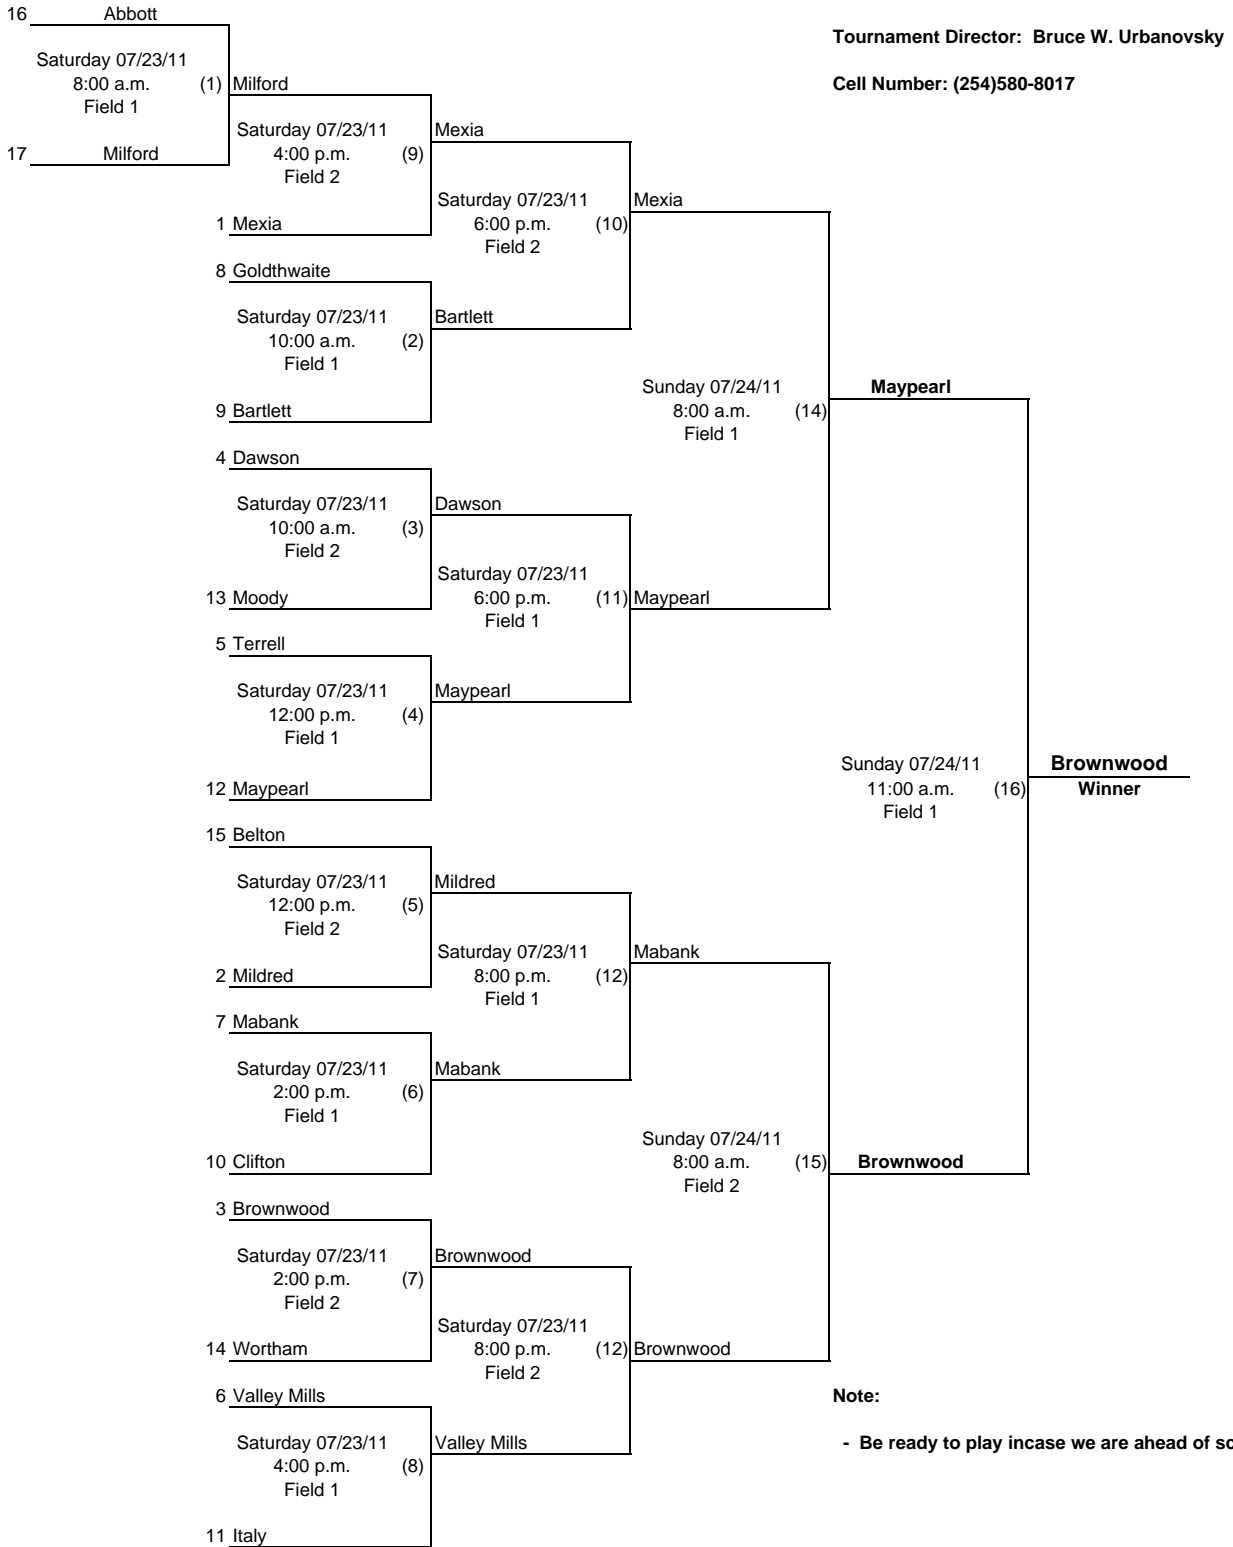 16 Abbott
Tournament Director: Bruce W. Urbanovsky
Saturday 07/23/11
8:00 a.m. (1) Milford
Cell Number: (254)580-8017
Field 1
Saturday 07/23/11 Mexia
17 Milford 4:00 p.m. (9)
Field 2
Saturday 07/23/11 Mexia
1 Mexia 6:00 p.m. (10)
Field 2
8 Goldthwaite
Saturday 07/23/11 Bartlett
10:00 a.m. (2)
Field 1
Sunday 07/24/11 Maypearl
9 Bartlett 8:00 a.m. (14)
Field 1
4 Dawson
Saturday 07/23/11 Dawson
10:00 a.m. (3)
Field 2
Saturday 07/23/11
13 Moody 6:00 p.m. (11) Maypearl
Field 1
5 Terrell
Saturday 07/23/11 Maypearl
12:00 p.m. (4)
Field 1
Sunday 07/24/11 Brownwood
12 Maypearl 11:00 a.m. (16) Winner
Field 1
15 Belton
Saturday 07/23/11 Mildred
12:00 p.m. (5)
Field 2
Saturday 07/23/11 Mabank
2 Mildred 8:00 p.m. (12)
Field 1
7 Mabank
Saturday 07/23/11 Mabank
2:00 p.m. (6)
Field 1
Sunday 07/24/11
10 Clifton 8:00 a.m. (15) Brownwood
Field 2
3 Brownwood
Saturday 07/23/11 Brownwood
2:00 p.m. (7)
Field 2
Saturday 07/23/11
14 Wortham 8:00 p.m. (12) Brownwood
Field 2
6 Valley Mills Note:
Saturday 07/23/11 Valley Mills - Be ready to play incase we are ahead of
4:00 p.m. (8)
Field 1
11 Italy